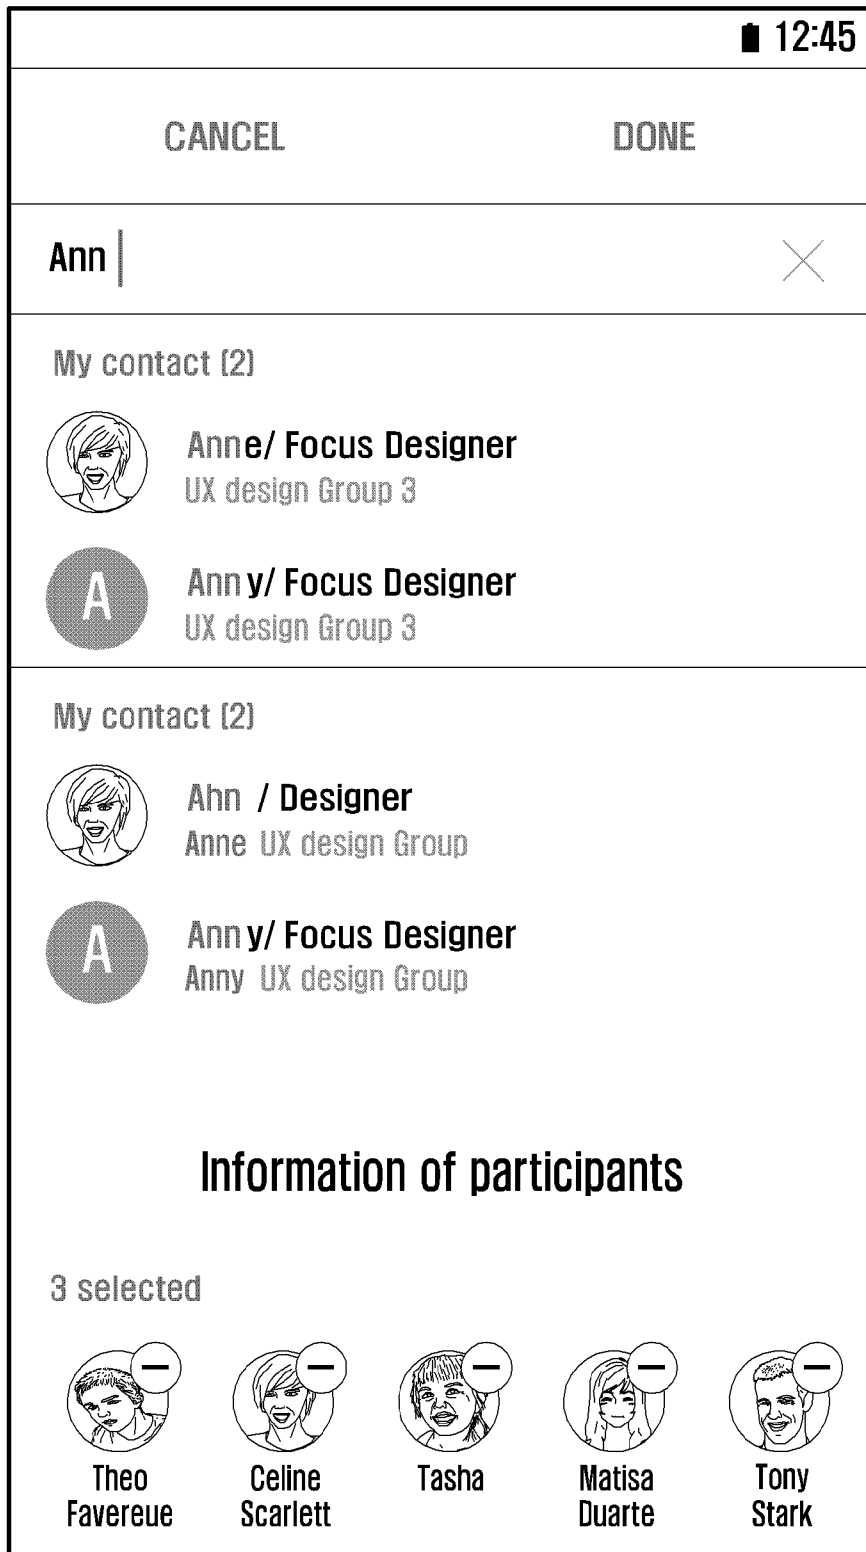 12:45
CANCEL DONE
Ann
My contact (2)
Anne/ Focus Designer
UX design Group 3
A
Anny/ Focus Designer
UX design Group 3
My contact (2)
Ahn / Designer
Anne UX design Group
A
Anny/ Focus Designer
Anny UX design Group
Information of participants
3 selected
Theo Celine Tasha Matisa Tony
Favereue Scarlett Duarte Stark